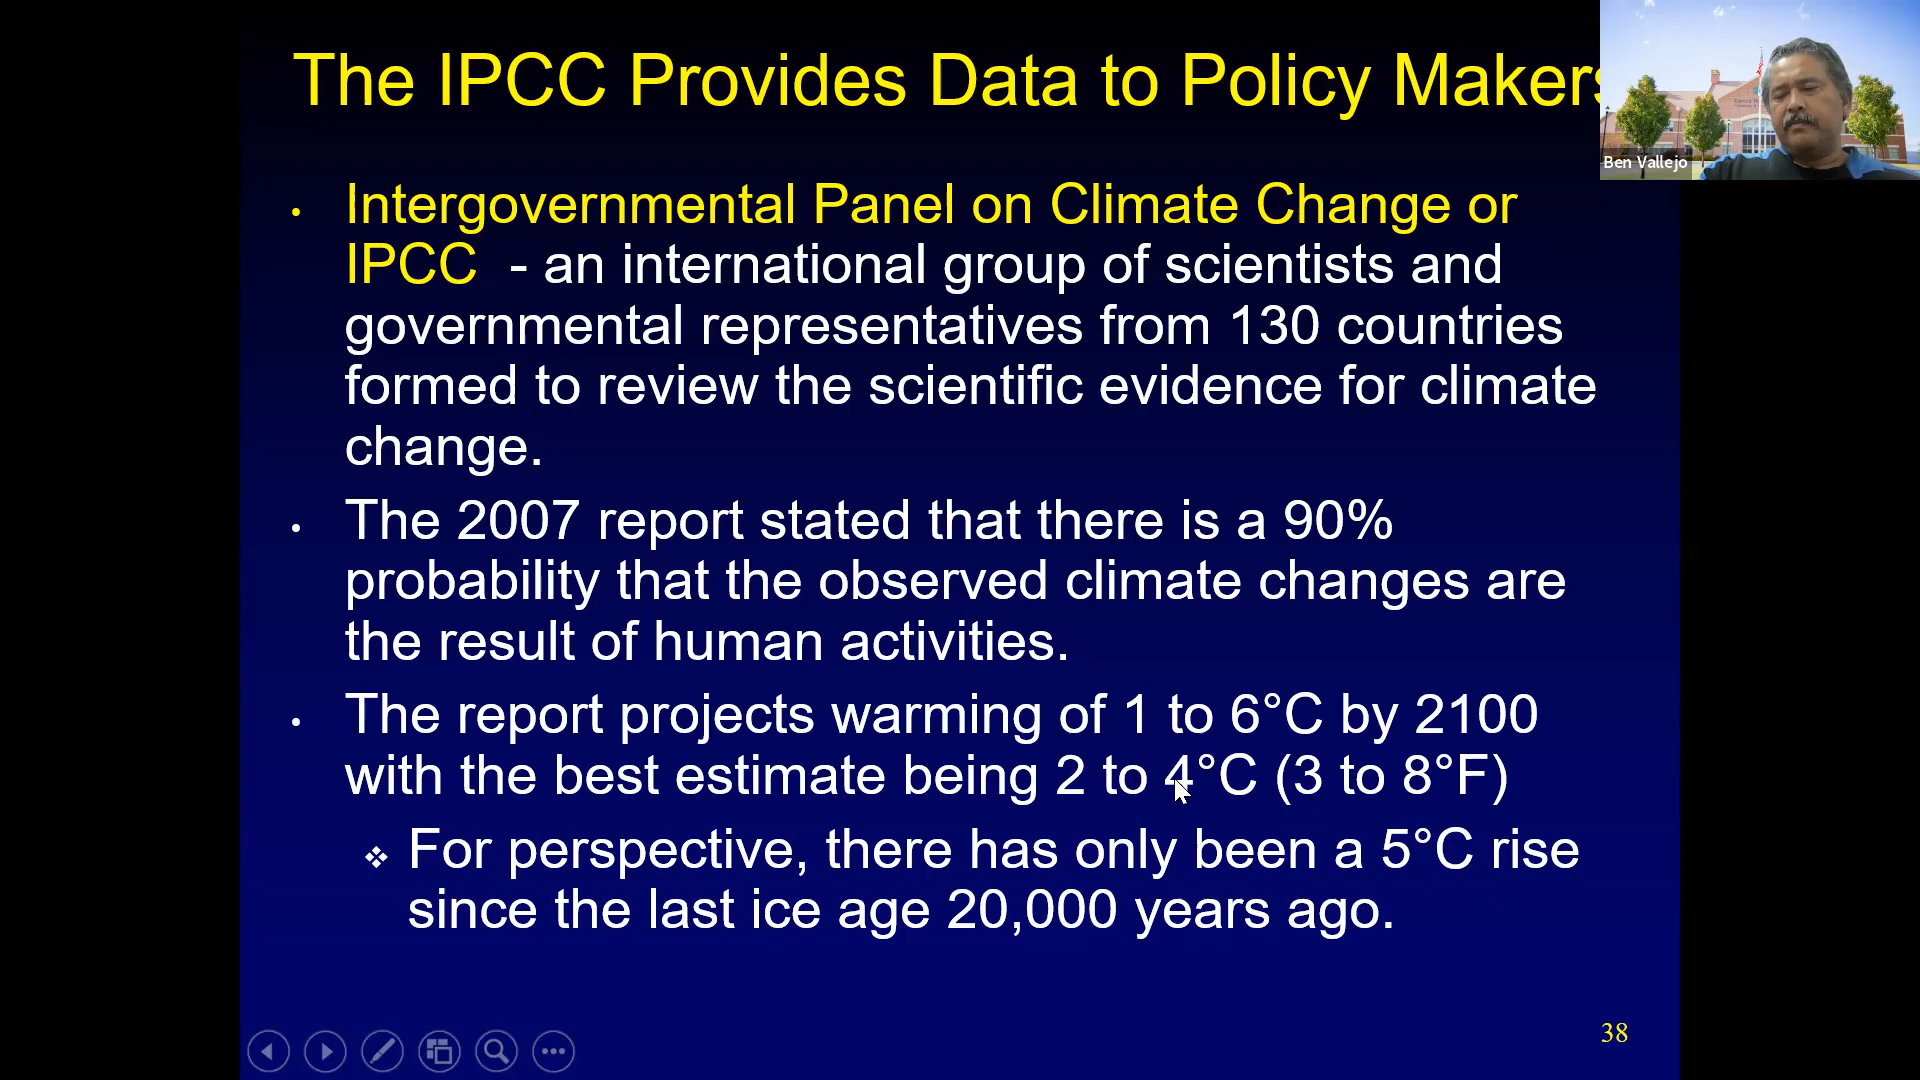 The IPCC Provides Data to Policy Makers
Ben Vallejo
• Intergovernmental Panel on Climate Change or
IPCC - an international group of scientists and
governmental representatives from 130 countries
formed to review the scientific evidence for climate
change.
• The 2007 report stated that there is a 90%
probability that the observed climate changes are
the result of human activities.
• The report projects warming of 1 to 6°C by 2100
with the best estimate being 2 to 4°C (3 to 8°F)
❖ For perspective, there has only been a 5°C rise
since the last ice age 20,000 years ago.
38